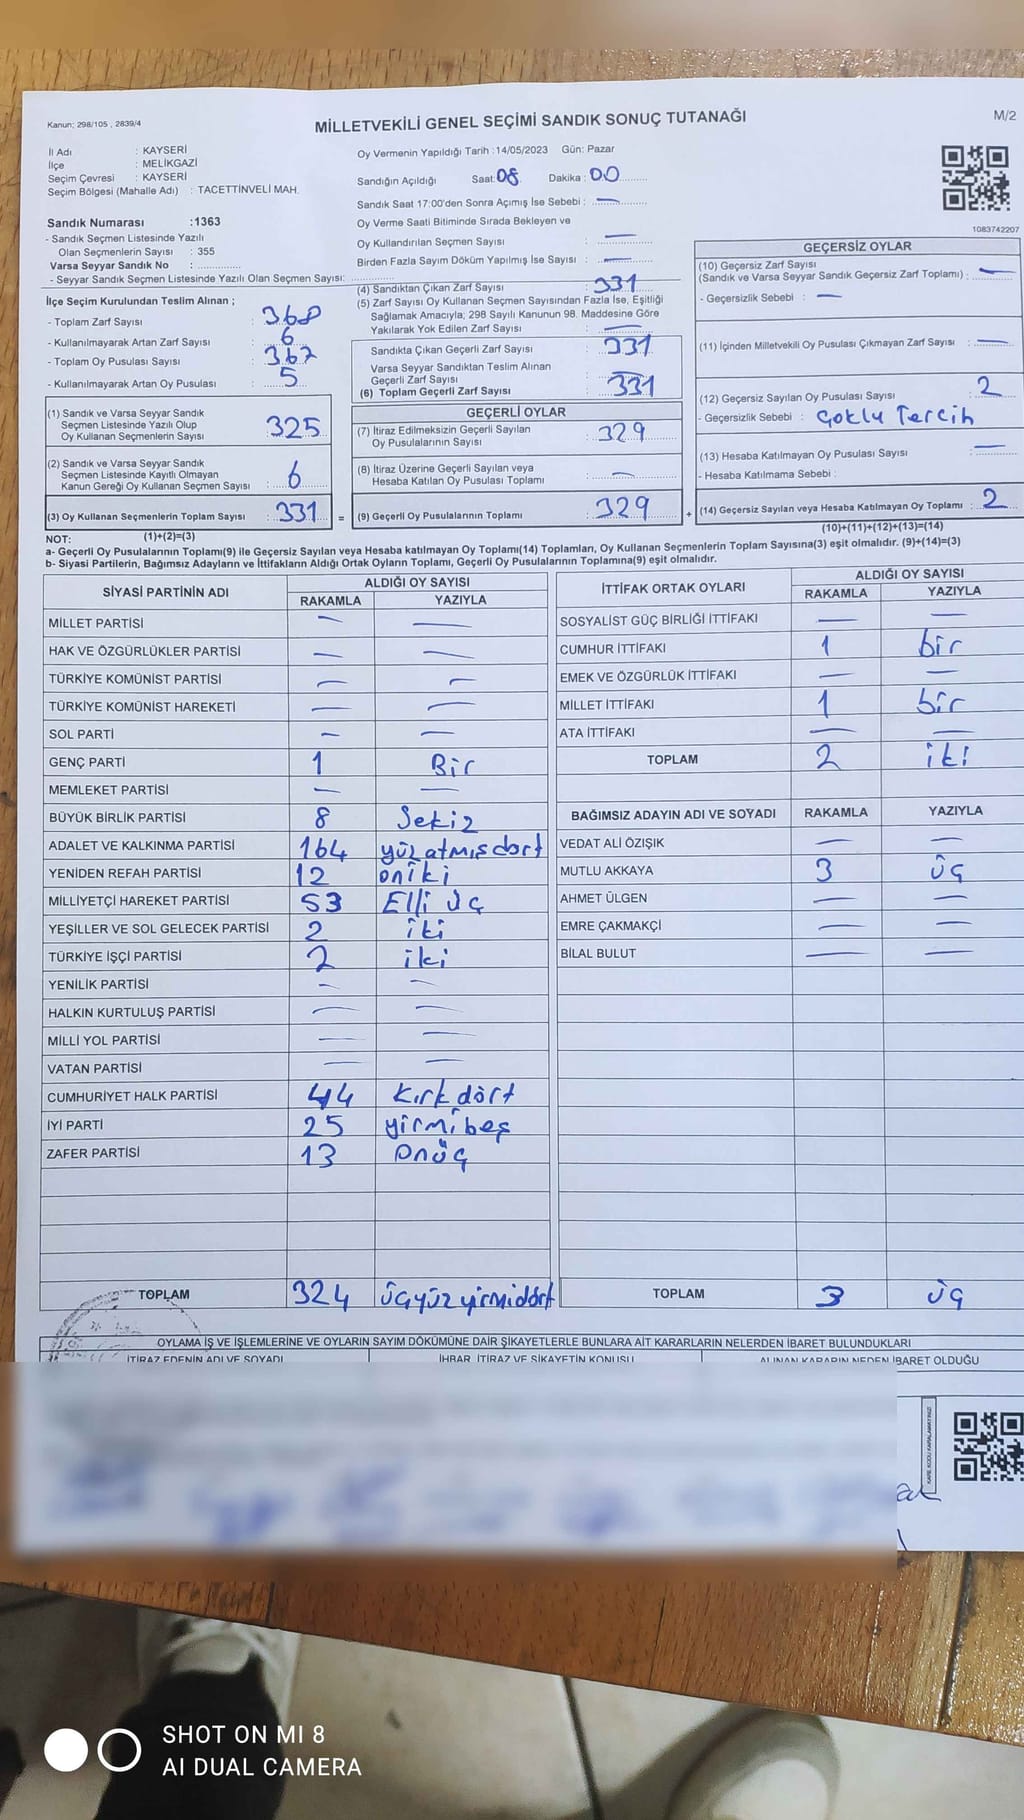 Kanun; 298/105 , 2839/4
MİLLETVEKİLİ GENEL SEÇİMİ SANDIK SONUÇ TUTANAĞI
M/2
İl Adı : KAYSERİ
İlçe : MELİKGAZİ
Seçim Çevresi : KAYSERİ
Seçim Bölgesi (Mahalle Adı) : TACETTİNVELİ MAH.
Oy Vermenin Yapıldığı Tarih :14/05/2023 Gün: Pazar
Sandığın Açıldığı Saat: 08 Dakika : 00
Sandık Saat 17:00'den Sonra Açımış İse Sebebi : —
Oy Verme Saati Bitiminde Sırada Bekleyen ve
Oy Kullandırılan Seçmen Sayısı : —
Birden Fazla Sayım Döküm Yapılmış İse Sayısı : —
1083742207
Sandık Numarası :1363
- Sandık Seçmen Listesinde Yazılı
Olan Seçmenlerin Sayısı : 355
Varsa Seyyar Sandık No :
- Seyyar Sandık Seçmen Listesinde Yazılı Olan Seçmen Sayısı:
İlçe Seçim Kurulundan Teslim Alınan ;
- Toplam Zarf Sayısı : 368
- Kullanılmayarak Artan Zarf Sayısı : 6
- Toplam Oy Pusulası Sayısı : 362
- Kullanılmayarak Artan Oy Pusulası : 5
(1) Sandık ve Varsa Seyyar Sandık
Seçmen Listesinde Yazılı Olup
Oy Kullanan Seçmenlerin Sayısı : 325
(2) Sandık ve Varsa Seyyar Sandık
Seçmen Listesinde Kayıtlı Olmayan
Kanun Gereği Oy Kullanan Seçmen Sayısı : 6
(3) Oy Kullanan Seçmenlerin Toplam Sayısı : 331 =
(1)+(2)=(3)
(4) Sandıktan Çıkan Zarf Sayısı : 331
(5) Zarf Sayısı Oy Kullanan Seçmen Sayısından Fazla İse, Eşitliği
Sağlamak Amacıyla; 298 Sayılı Kanunun 98. Maddesine Göre
Yakılarak Yok Edilen Zarf Sayısı : —
Sandıkta Çıkan Geçerli Zarf Sayısı : 331
Varsa Seyyar Sandıktan Teslim Alınan
Geçerli Zarf Sayısı : —
(6) Toplam Geçerli Zarf Sayısı : 331
GEÇERLİ OYLAR
(7) İtiraz Edilmeksizin Geçerli Sayılan
Oy Pusulalarının Sayısı : 329
(8) İtiraz Üzerine Geçerli Sayılan veya
Hesaba Katılan Oy Pusulası Toplamı : —
(9) Geçerli Oy Pusulalarının Toplamı : 329 +
GEÇERSİZ OYLAR
(10) Geçersiz Zarf Sayısı
(Sandık ve Varsa Seyyar Sandık Geçersiz Zarf Toplamı) : —
- Geçersizlik Sebebi : —
(11) İçinden Milletvekili Oy Pusulası Çıkmayan Zarf Sayısı : —
(12) Geçersiz Sayılan Oy Pusulası Sayısı : 2
- Geçersizlik Sebebi : Çoklu Tercih
(13) Hesaba Katılmayan Oy Pusulası Sayısı : —
- Hesaba Katılmama Sebebi :
(14) Geçersiz Sayılan veya Hesaba Katılmayan Oy Toplamı : 2
(10)+(11)+(12)+(13)=(14)
NOT:
a- Geçerli Oy Pusulalarının Toplamı(9) ile Geçersiz Sayılan veya Hesaba katılmayan Oy Toplamı(14) Toplamları, Oy Kullanan Seçmenlerin Toplam Sayısına(3) eşit olmalıdır. (9)+(14)=(3)
b- Siyasi Partilerin, Bağımsız Adayların ve İttifakların Aldığı Ortak Oyların Toplamı, Geçerli Oy Pusulalarının Toplamına(9) eşit olmalıdır.
SİYASİ PARTİNİN ADI ALDIĞI OY SAYISI
RAKAMLA YAZIYLA
MİLLET PARTİSİ — —
HAK VE ÖZGÜRLÜKLER PARTİSİ — —
TÜRKİYE KOMÜNİST PARTİSİ — —
TÜRKİYE KOMÜNİST HAREKETİ — —
SOL PARTİ — —
GENÇ PARTİ 1 Bir
MEMLEKET PARTİSİ — —
BÜYÜK BİRLİK PARTİSİ 8 Sekiz
ADALET VE KALKINMA PARTİSİ 164 yüzatmışdört
YENİDEN REFAH PARTİSİ 12 oniki
MİLLİYETÇİ HAREKET PARTİSİ 53 Elli üç
YEŞİLLER VE SOL GELECEK PARTİSİ 2 iki
TÜRKİYE İŞÇİ PARTİSİ 2 iki
YENİLİK PARTİSİ — —
HALKIN KURTULUŞ PARTİSİ — —
MİLLİ YOL PARTİSİ — —
VATAN PARTİSİ — —
CUMHURİYET HALK PARTİSİ 44 Kırkdört
İYİ PARTİ 25 yirmibeş
ZAFER PARTİSİ 13 onüç
TOPLAM 324 üçyüzyirmidört
İTTİFAK ORTAK OYLARI ALDIĞI OY SAYISI
RAKAMLA YAZIYLA
SOSYALİST GÜÇ BİRLİĞİ İTTİFAKI — —
CUMHUR İTTİFAKI 1 bir
EMEK VE ÖZGÜRLÜK İTTİFAKI — —
MİLLET İTTİFAKI 1 bir
ATA İTTİFAKI — —
TOPLAM 2 iki
BAĞIMSIZ ADAYIN ADI VE SOYADI RAKAMLA YAZIYLA
VEDAT ALİ ÖZIŞIK — —
MUTLU AKKAYA 3 üç
AHMET ÜLGEN — —
EMRE ÇAKMAKÇİ — —
BİLAL BULUT — —
TOPLAM 3 üç
OYLAMA İŞ VE İŞLEMLERİNE VE OYLARIN SAYIM DÖKÜMÜNE DAİR ŞİKAYETLERLE BUNLARA AİT KARARLARIN NELERDEN İBARET BULUNDUKLARI
İTİRAZ EDENİN ADI VE SOYADI İHBAR, İTİRAZ VE ŞİKAYETİN KONUSU ALINAN KARARIN NEDEN İBARET OLDUĞU
KARE KODU KARALAMAYINIZ
SHOT ON MI 8
AI DUAL CAMERA